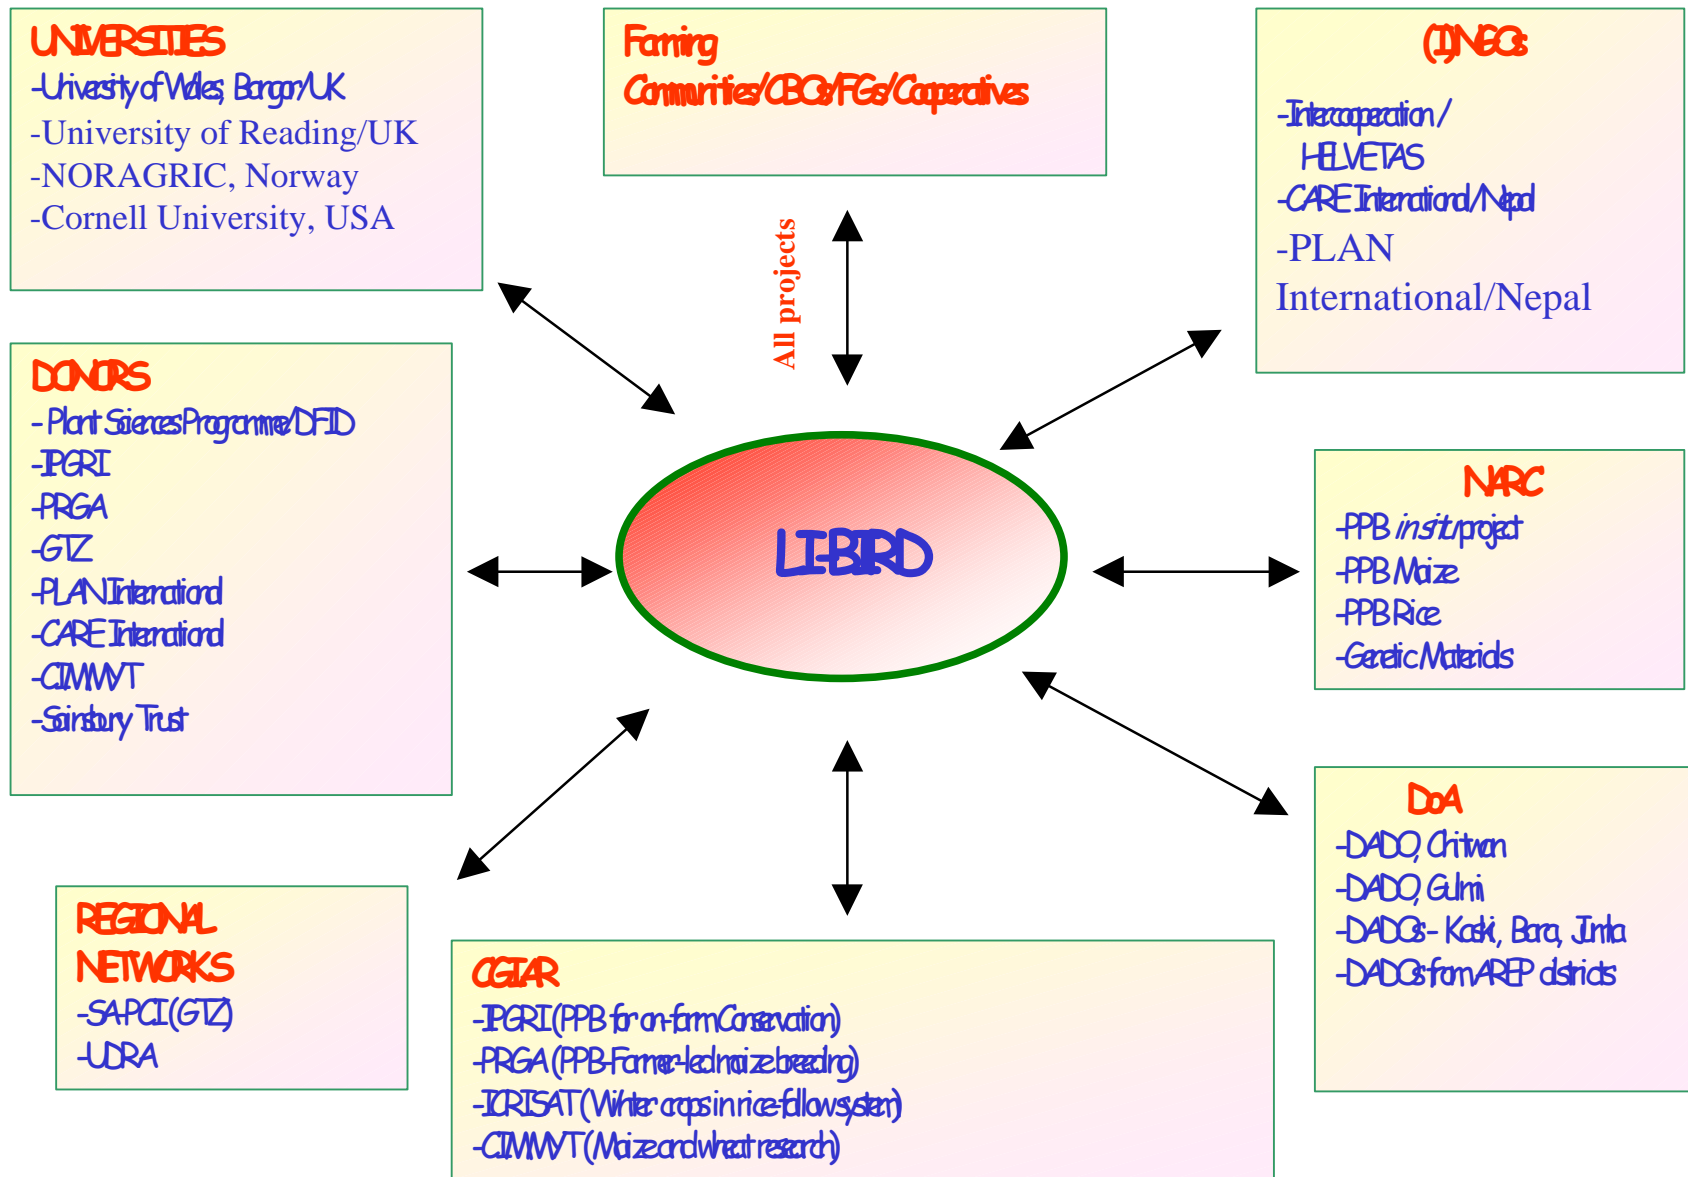 UNIVERSITIES
-University of Wales, Bangor/UK
-University of Reading/UK
-NORAGRIC, Norway
-Cornell University, USA
Farming
Communities/CBOs/FGs/Cooperatives
(I)NGOs
-Intercooperation/
HELVETAS
-CARE International/Nepal
-PLAN
International/Nepal
All projects
DONORS
- Plant Sciences Programme/DFID
-IPGRI
-PRGA
-GTZ
-PLAN International
-CARE International
-CIMMYT
-Sainsbury Trust
LI-BIRD
NARC
-PPB in situ project
-PPB Maize
-PPB Rice
-Genetic Materials
DoA
-DADO, Chitwan
-DADO, Gulmi
-DADOs - Kaski, Bara, Jumla
-DADOs from AREP districts
REGIONAL
NETWORKS
-SA-PCI (GTZ)
-UDRA
CGIAR
-IPGRI (PPB for on-farm Conservation)
-PRGA (PPB-Farmer-led maize breeding)
-ICRISAT (Winter crops in rice-fallow system)
-CIMMYT (Maize and wheat research)